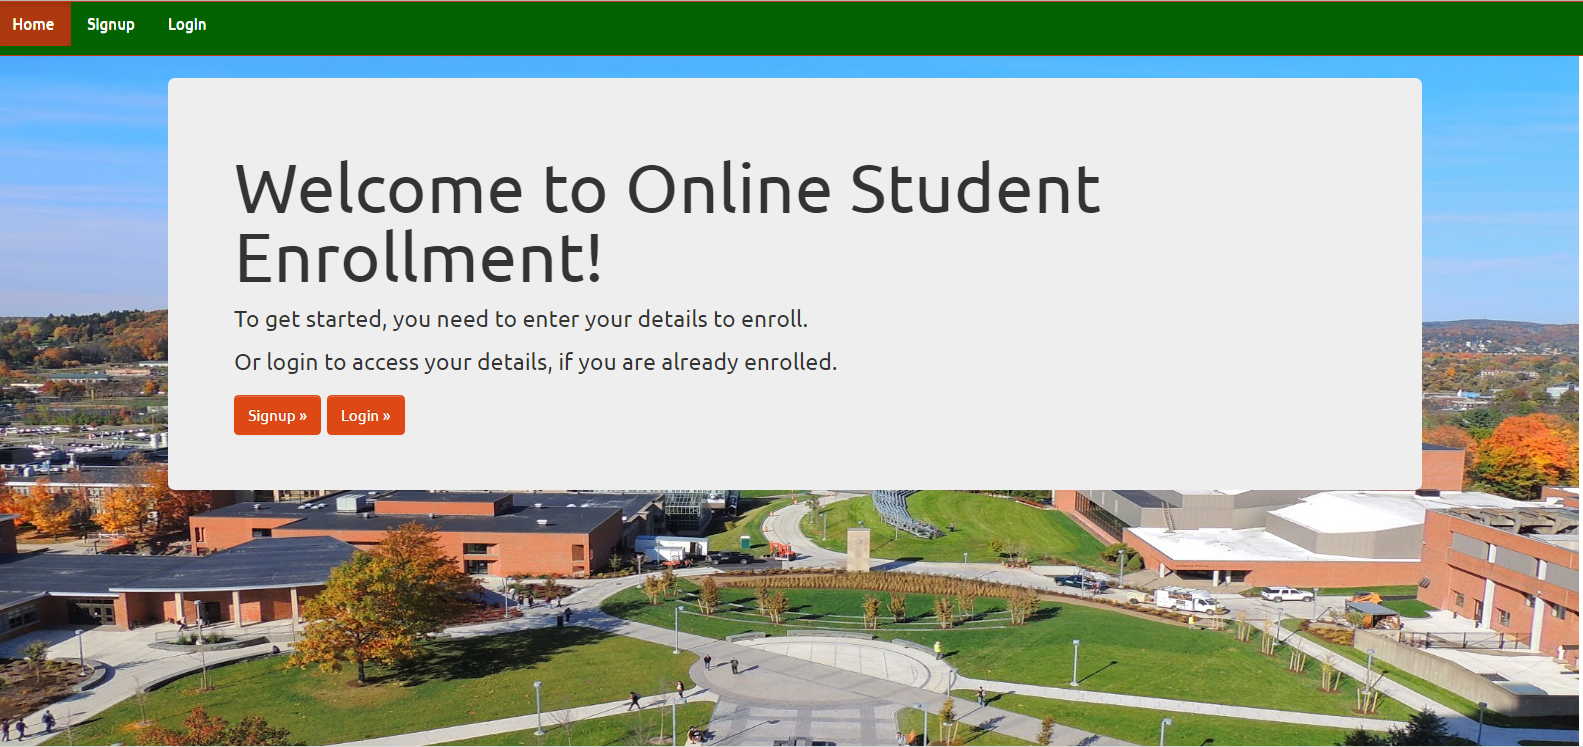 Home Signup Login
Welcome to Online Student
Enrollment!
To get started, you need to enter your details to enroll.
Or login to access your details, if you are already enrolled.
Signup » Login »